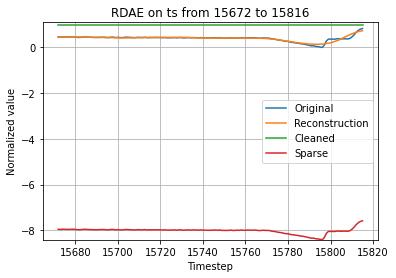 RDAE on ts from 15672 to 15816
Normalized value
0
−2
−4
−6
−8
Original
Reconstruction
Cleaned
Sparse
15680 15700 15720 15740 15760 15780 15800 15820
Timestep